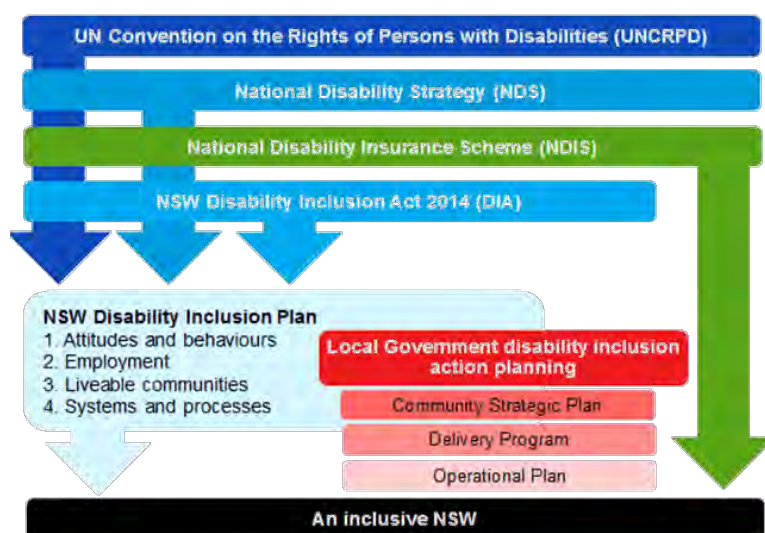 UN Convention on the Rights of Persons with Disabilities (UNCRPD)
National Disability Strategy (NDS)
National Disability Insurance Scheme (NDIS)
NSW Disability Inclusion Act 2014 (DIA)
NSW Disability Inclusion Plan
1. Attitudes and behaviours
2. Employment
3. Liveable communities
4. Systems and processes
Local Government disability inclusion
action planning
Community Strategic Plan
Delivery Program
Operational Plan
An inclusive NSW